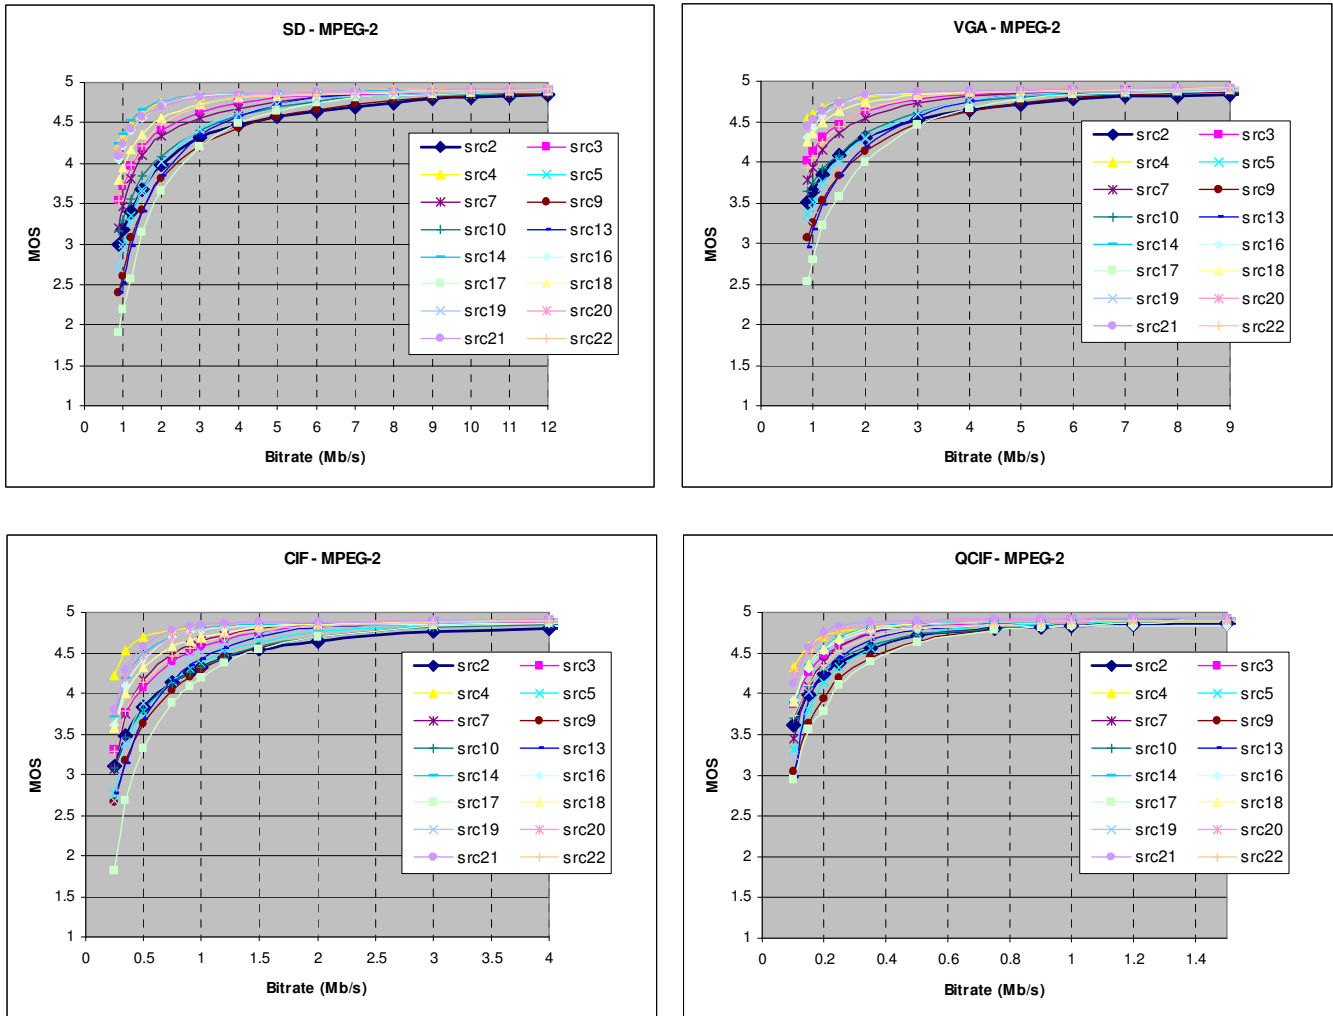 SD - MPEG-2
MOS
5
4.5
4
3.5
3
2.5
2
1.5
1
0 1 2 3 4 5 6 7 8 9 10 11 12
Bitrate (Mb/s)
src2 src3
src4 src5
src7 src9
src10 src13
src14 src16
src17 src18
src19 src20
src21 src22
VGA - MPEG-2
MOS
5
4.5
4
3.5
3
2.5
2
1.5
1
0 1 2 3 4 5 6 7 8 9
Bitrate (Mb/s)
src2 src3
src4 src5
src7 src9
src10 src13
src14 src16
src17 src18
src19 src20
src21 src22
CIF - MPEG-2
MOS
5
4.5
4
3.5
3
2.5
2
1.5
1
0 0.5 1 1.5 2 2.5 3 3.5 4
Bitrate (Mb/s)
src2 src3
src4 src5
src7 src9
src10 src13
src14 src16
src17 src18
src19 src20
src21 src22
QCIF - MPEG-2
MOS
5
4.5
4
3.5
3
2.5
2
1.5
1
0 0.2 0.4 0.6 0.8 1 1.2 1.4
Bitrate (Mb/s)
src2 src3
src4 src5
src7 src9
src10 src13
src14 src16
src17 src18
src19 src20
src21 src22